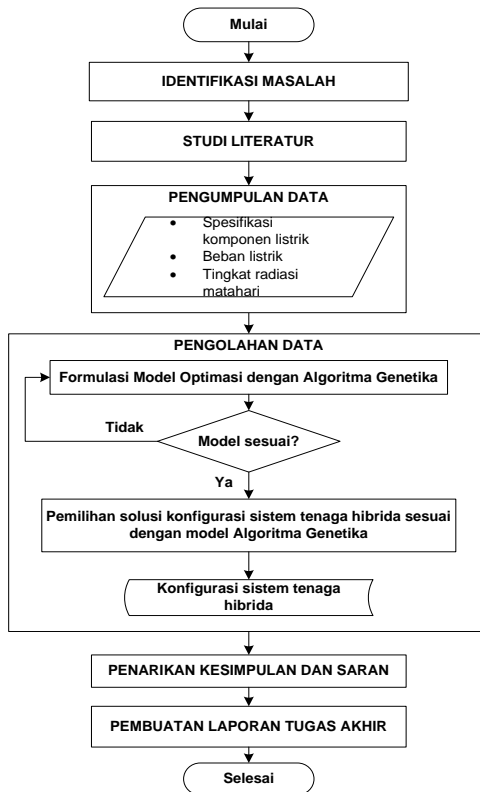 Mulai
IDENTIFIKASI MASALAH
STUDI LITERATUR
PENGUMPULAN DATA
• Spesifikasi
komponen listrik
• Beban listrik
• Tingkat radiasi
matahari
PENGOLAHAN DATA
Formulasi Model Optimasi dengan Algoritma Genetika
Tidak
Model sesuai?
Ya
Pemilihan solusi konfigurasi sistem tenaga hibrida sesuai
dengan model Algoritma Genetika
Konfigurasi sistem tenaga
hibrida
PENARIKAN KESIMPULAN DAN SARAN
PEMBUATAN LAPORAN TUGAS AKHIR
Selesai